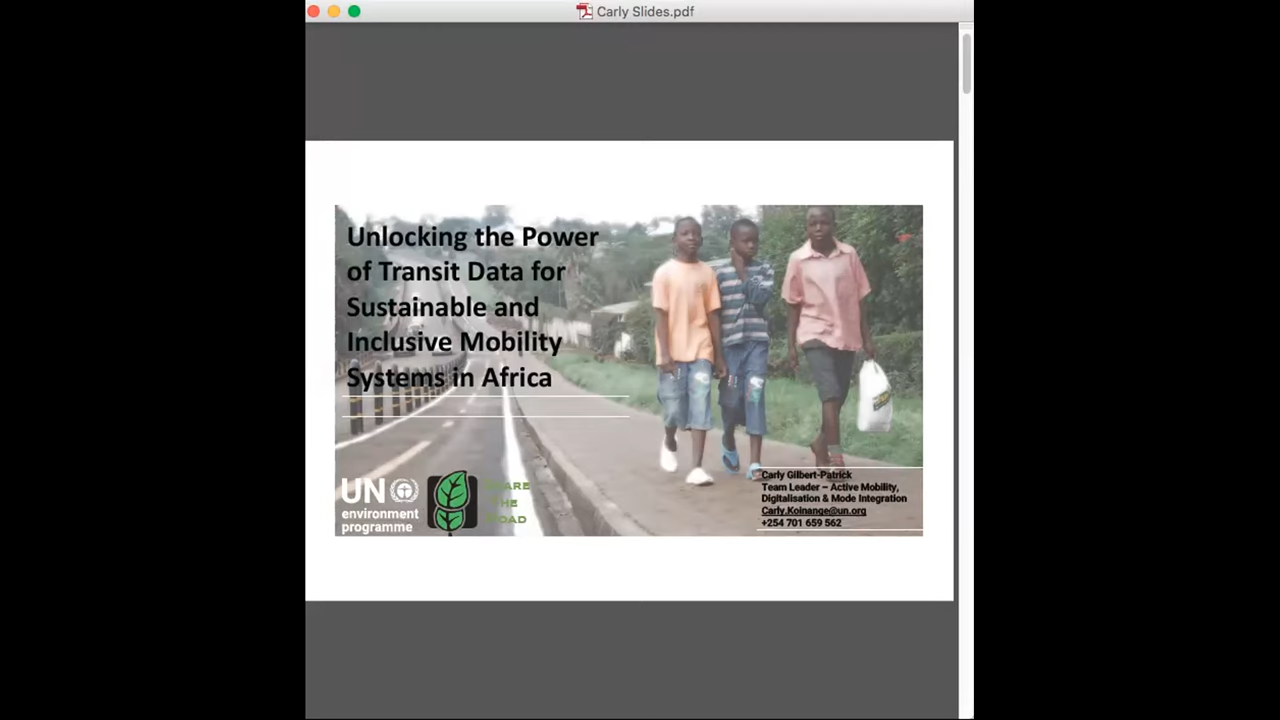 Carly Slides.pdf
Unlocking the Power
of Transit Data for
Sustainable and
Inclusive Mobility
Systems in Africa
UN
environment
programme
SHARE
THE
ROAD
Carly Gilbert-Patrick
Team Leader – Active Mobility,
Digitalisation & Mode Integration
Carly.Koinange@un.org
+254 701 659 562